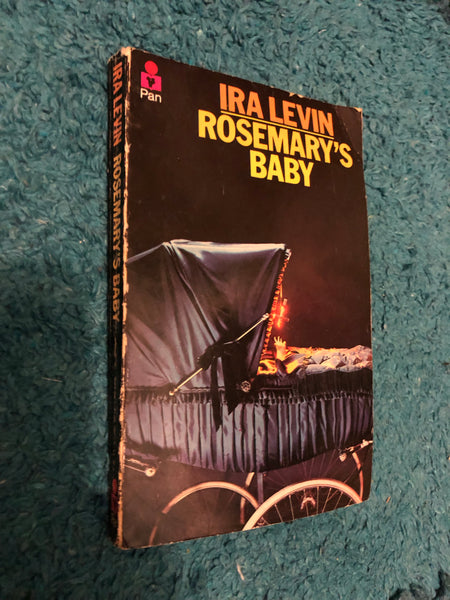 Pan
IRA LEVIN
ROSEMARY'S
BABY
IRA LEVIN ROSEMARY'S BABY